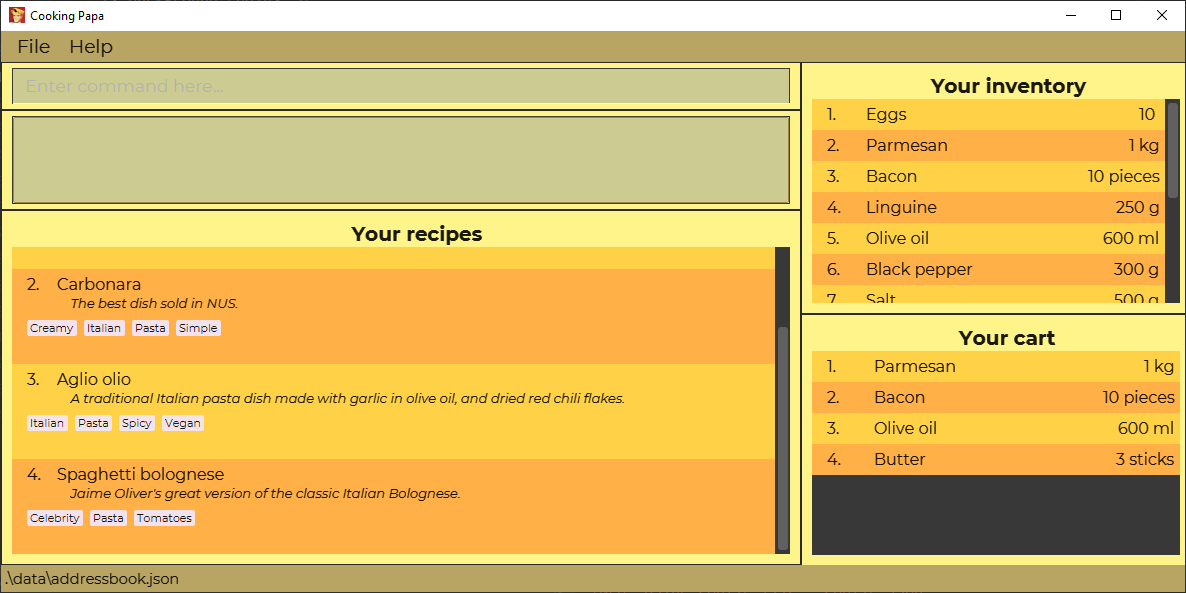 Cooking Papa
File Help
Enter command here...
Your recipes
2. Carbonara
The best dish sold in NUS.
Creamy Italian Pasta Simple
3. Aglio olio
A traditional Italian pasta dish made with garlic in olive oil, and dried red chili flakes.
Italian Pasta Spicy Vegan
4. Spaghetti bolognese
Jaime Oliver's great version of the classic Italian Bolognese.
Celebrity Pasta Tomatoes
Your inventory
1. Eggs 10
2. Parmesan 1 kg
3. Bacon 10 pieces
4. Linguine 250 g
5. Olive oil 600 ml
6. Black pepper 300 g
7. Salt 500 g
Your cart
1. Parmesan 1 kg
2. Bacon 10 pieces
3. Olive oil 600 ml
4. Butter 3 sticks
.\data\addressbook.json